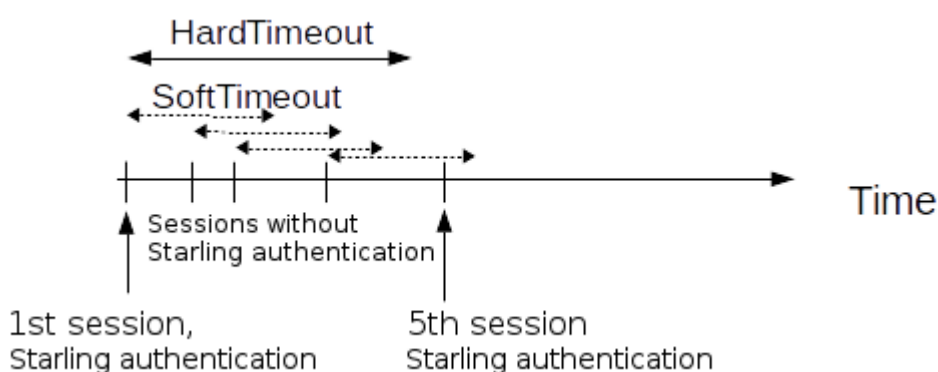 HardTimeout
SoftTimeout
Time
Sessions without
Starling authentication
1st session,
Starling authentication
5th session
Starling authentication